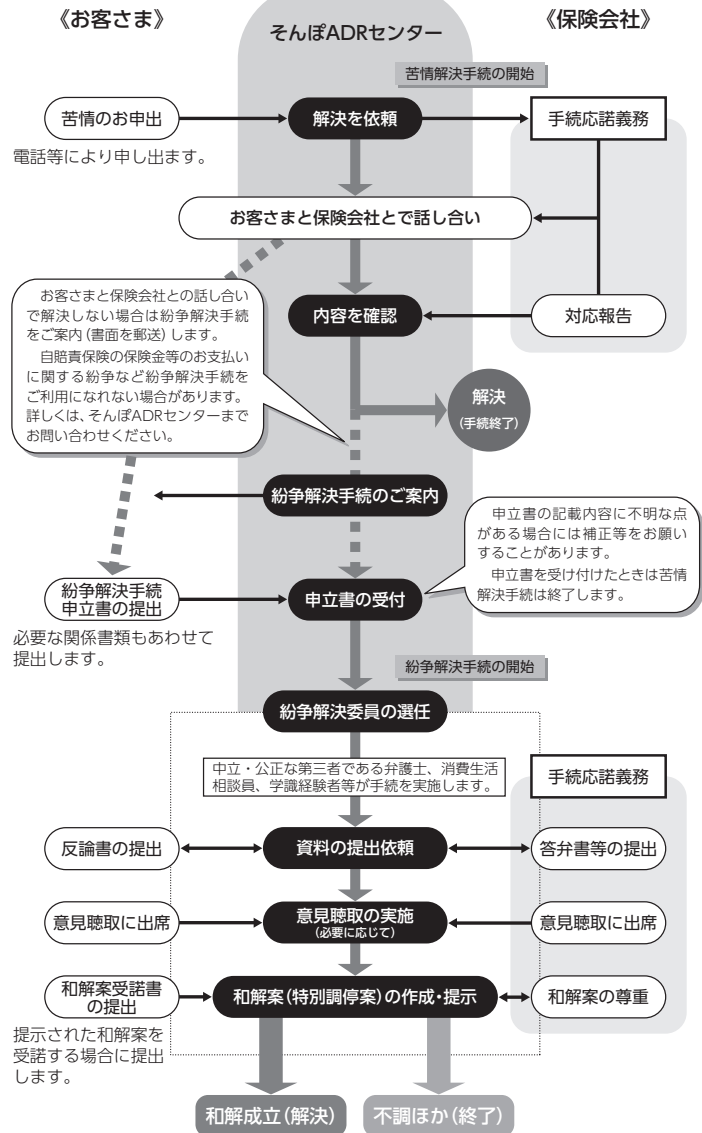 《お客さま》
そんぽADRセンター
《保険会社》
苦情解決手続の開始
苦情のお申出
解決を依頼
手続応諾義務
電話等により申し出ます。
お客さまと保険会社とで話し合い
お客さまと保険会社との話し合い
で解決しない場合は紛争解決手続
をご案内(書面を郵送)します。
自賠責保険の保険金等のお支払い
に関する紛争など紛争解決手続を
ご利用になれない場合があります。
詳しくは、そんぽADRセンターまで
お問い合わせください。
内容を確認
対応報告
解決
(手続終了)
紛争解決手続のご案内
申立書の記載内容に不明な点
がある場合には補正等をお願い
することがあります。
申立書を受け付けたときは苦情
解決手続は終了します。
紛争解決手続
申立書の提出
申立書の受付
必要な関係書類もあわせて
提出します。
紛争解決手続の開始
紛争解決委員の選任
中立・公正な第三者である弁護士、消費生活
相談員、学識経験者等が手続を実施します。
手続応諾義務
反論書の提出
資料の提出依頼
答弁書等の提出
意見聴取に出席
意見聴取の実施
(必要に応じて)
意見聴取に出席
和解案受諾書
の提出
和解案(特別調停案)の作成・提示
和解案の尊重
提示された和解案を
受諾する場合に提出
します。
和解成立(解決)
不調ほか(終了)